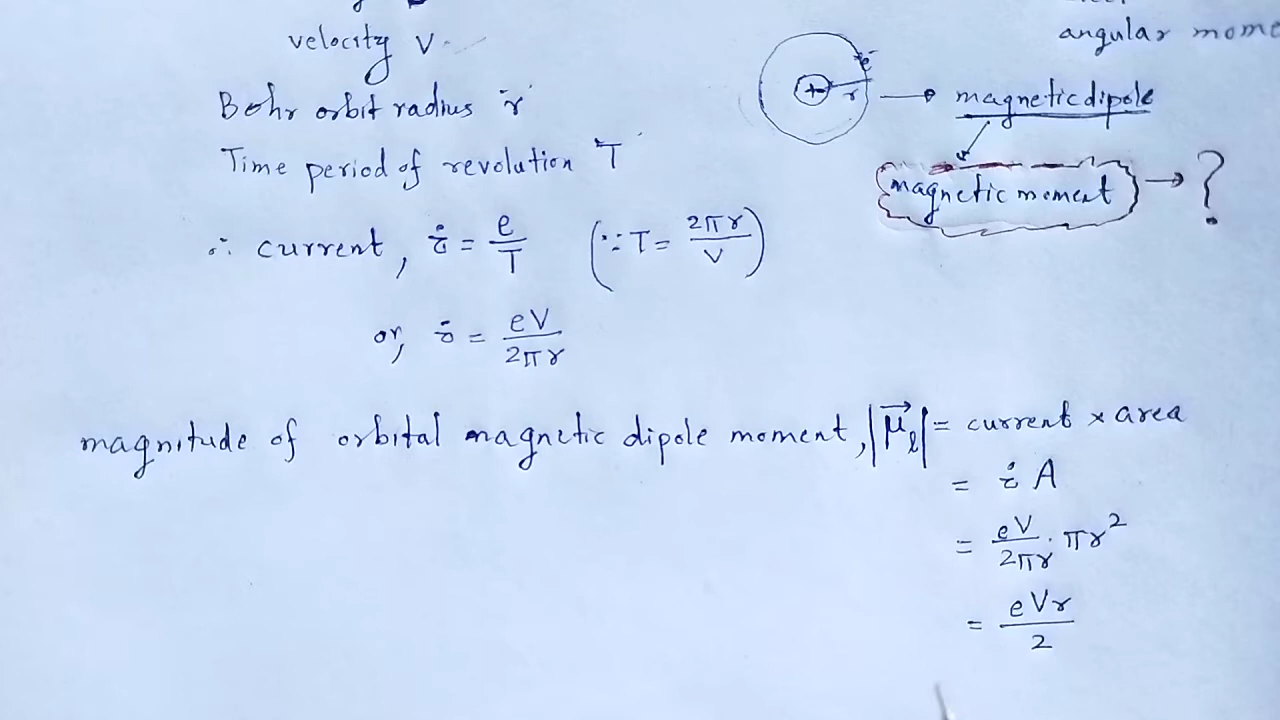 velocity V.
angular mome
Bohr orbit radius 'r'
e⁻
+
r → magnetic dipole
Time period of revolution 'T'
magnetic moment → ?
∴ current, i = e/T (∵ T = 2πr/V)
or, i = eV/2πr
magnitude of orbital magnetic dipole moment, |μ⃗ₗ| = current × area
= i A
= eV/2πr · πr²
= eVr/2